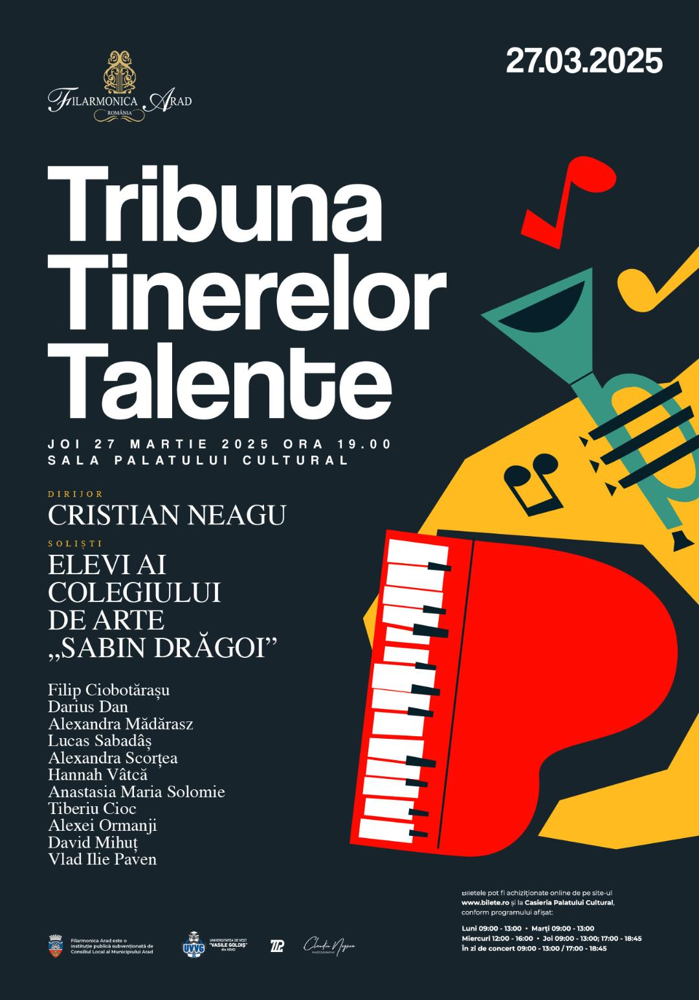 27.03.2025
FILARMONICA ARAD
ROMÂNIA
Tribuna
Tinerelor
Talente
JOI 27 MARTIE 2025 ORA 19.00
SALA PALATULUI CULTURAL
DIRIJOR
CRISTIAN NEAGU
SOLIȘTI
ELEVI AI
COLEGIULUI
DE ARTE
„SABIN DRĂGOI”
Filip Ciobotărașu
Darius Dan
Alexandra Mădărasz
Lucas Sabadâș
Alexandra Scorțea
Hannah Vâtcă
Anastasia Maria Solomie
Tiberiu Cioc
Alexei Ormanji
David Mihuț
Vlad Ilie Paven
Biletele pot fi achiziționate online de pe site-ul
www.bilete.ro și la Casieria Palatului Cultural,
conform programului afișat:
Luni 09:00 - 13:00 • Marți 09:00 - 13:00
Miercuri 12:00 - 16:00 • Joi 09:00 - 13:00; 17:00 - 18:45
În zi de concert 09:00 - 13:00 / 17:00 - 18:45
Filarmonica Arad este o
instituție publică subvenționată de
Consiliul Local al Municipiului Arad
UVVG
UNIVERSITATEA DE VEST
"VASILE GOLDIȘ"
din ARAD
Claudiu Negrea
PHOTOGRAPHY